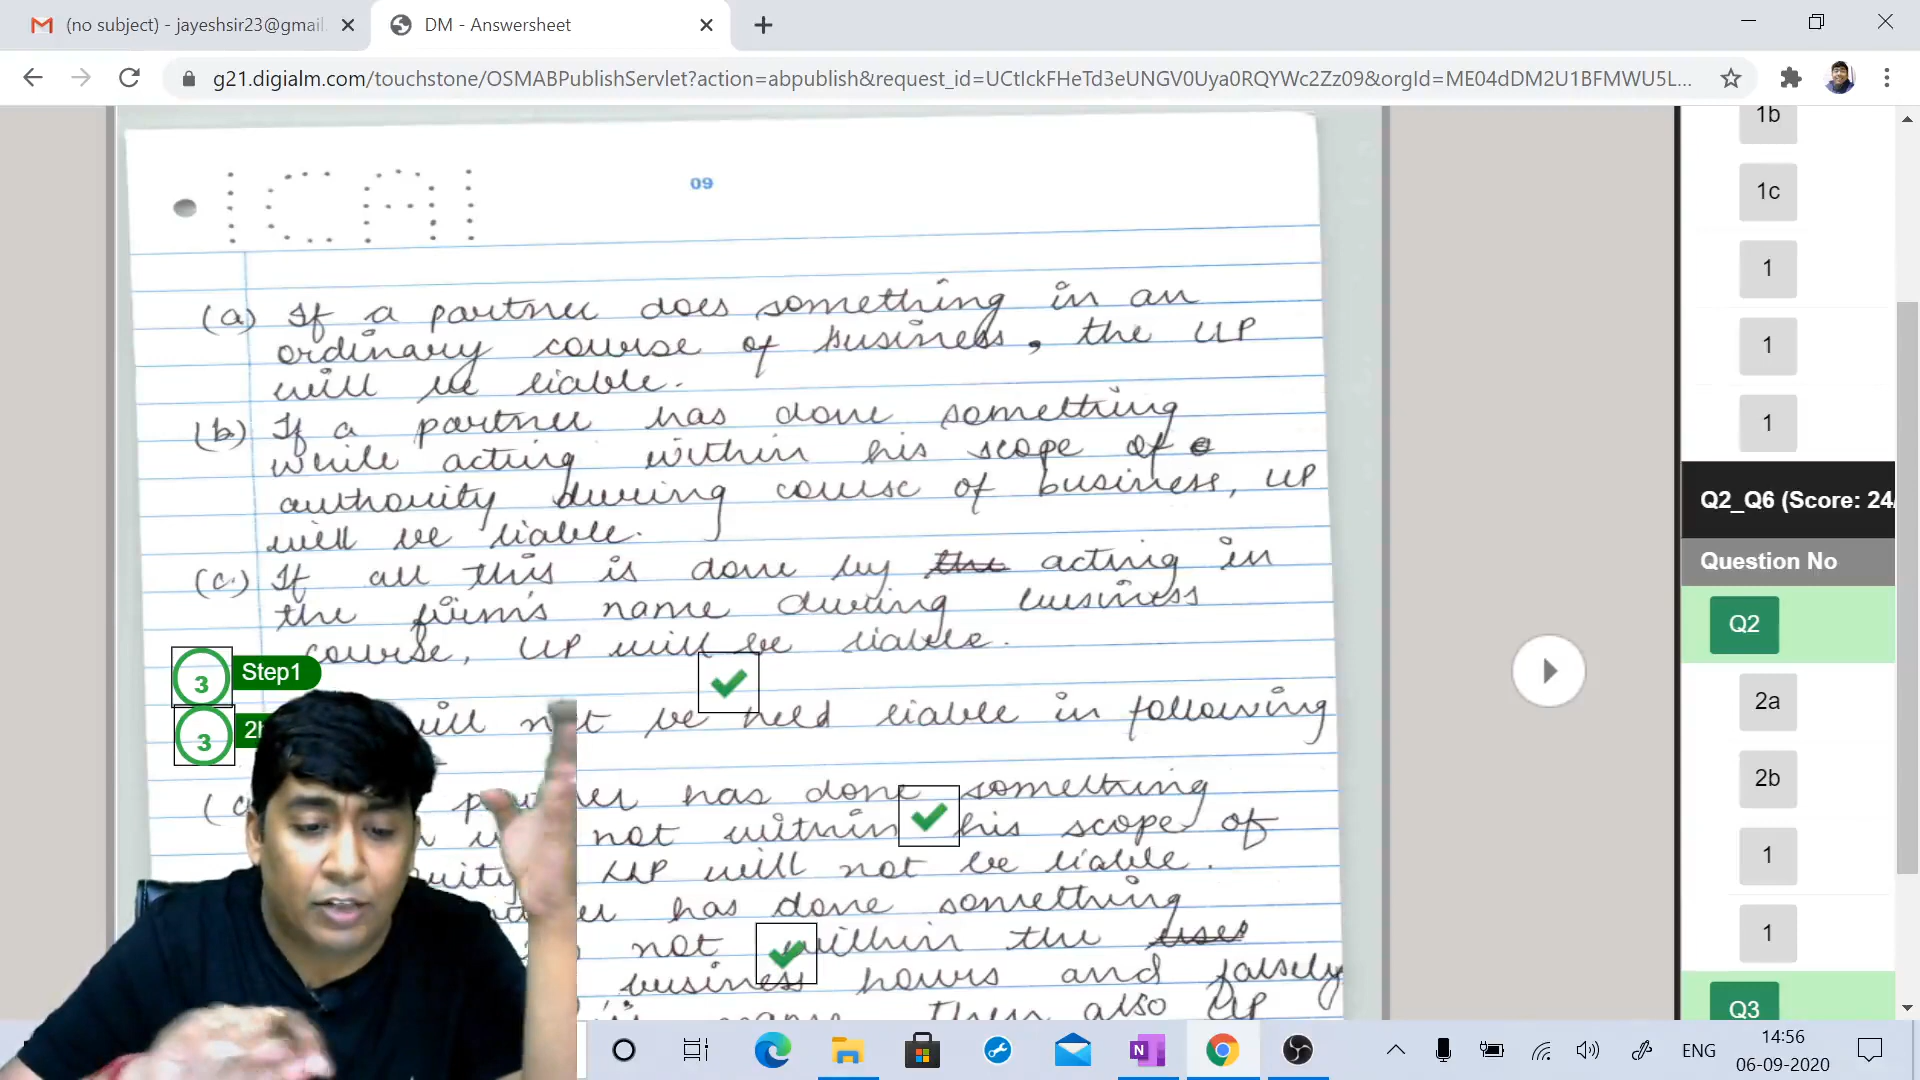 (no subject) - jayeshsir23@gmail.
DM - Answersheet
g21.digialm.com/touchstone/OSMABPublishServlet?action=abpublish&request_id=UCtIckFHeTd3eUNGV0Uya0RQYWc2Zz09&orgId=ME04dDM2U1BFMWU5L...
ICAI
09
(a) If a partner does something in an
ordinary course of business, the LLP
will be liable.
(b) If a partner has done something
while acting within his scope of
authority during course of business, LLP
will be liable.
(c.) If all this is done by the acting in
the firm's name during business
course, LLP will be liable.
3 Step1
will not be held liable in following
3
has done something
not within his scope of
LLP will not be liable.
has done something
not within the
business hours and falsely
Then also LLP
1b
1c
1
1
1
Q2_Q6 (Score: 24/
Question No
Q2
2a
2b
1
1
Q3
N
ENG
14:56
06-09-2020